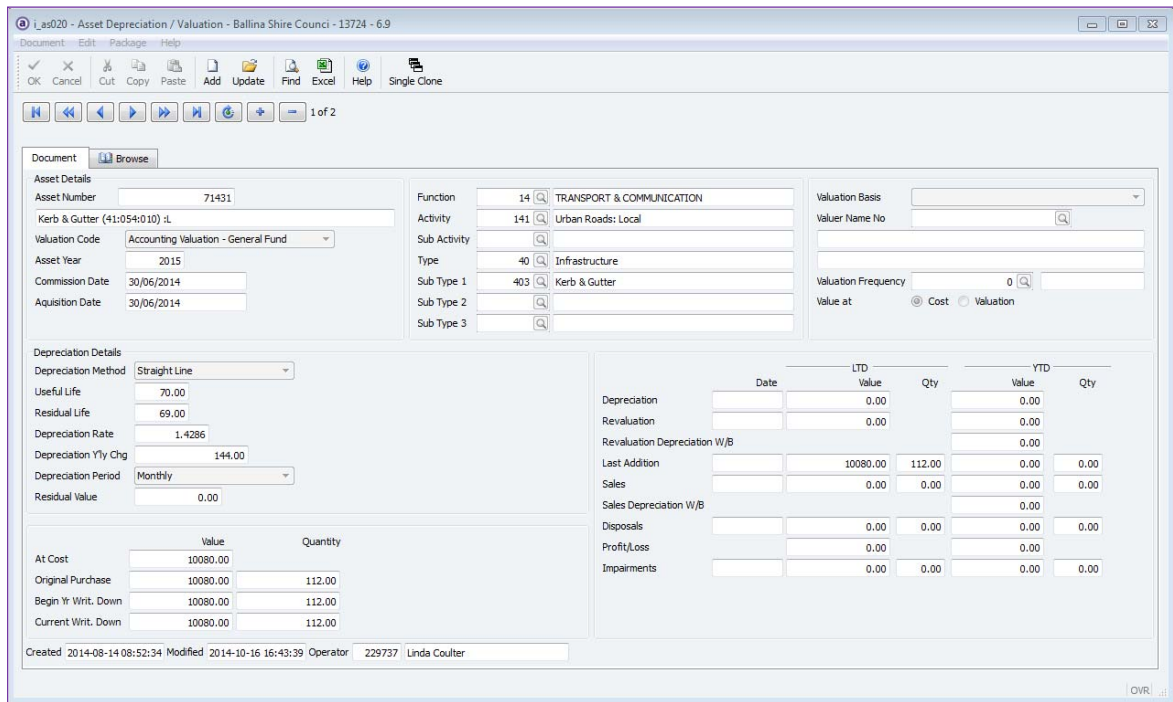 a i_as020 - Asset Depreciation / Valuation - Ballina Shire Counci - 13724 - 6.9
Document Edit Package Help
OK Cancel Cut Copy Paste Add Update Find Excel Help Single Clone
1 of 2
Document Browse
Asset Details
Asset Number 71431
Kerb & Gutter (41:054:010) :L
Valuation Code Accounting Valuation - General Fund
Asset Year 2015
Commission Date 30/06/2014
Aquisition Date 30/06/2014
Function 14 TRANSPORT & COMMUNICATION
Activity 141 Urban Roads: Local
Sub Activity
Type 40 Infrastructure
Sub Type 1 403 Kerb & Gutter
Sub Type 2
Sub Type 3
Valuation Basis
Valuer Name No
Valuation Frequency 0
Value at Cost Valuation
Depreciation Details
Depreciation Method Straight Line
Useful Life 70.00
Residual Life 69.00
Depreciation Rate 1.4286
Depreciation Y'ly Chg 144.00
Depreciation Period Monthly
Residual Value 0.00
Value Quantity
At Cost 10080.00
Original Purchase 10080.00 112.00
Begin Yr Writ. Down 10080.00 112.00
Current Writ. Down 10080.00 112.00
LTD YTD
Date Value Qty Value Qty
Depreciation 0.00 0.00
Revaluation 0.00 0.00
Revaluation Depreciation W/B 0.00
Last Addition 10080.00 112.00 0.00 0.00
Sales 0.00 0.00 0.00 0.00
Sales Depreciation W/B 0.00
Disposals 0.00 0.00 0.00 0.00
Profit/Loss 0.00 0.00
Impairments 0.00 0.00 0.00 0.00
Created 2014-08-14 08:52:34 Modified 2014-10-16 16:43:39 Operator 229737 Linda Coulter
OVR